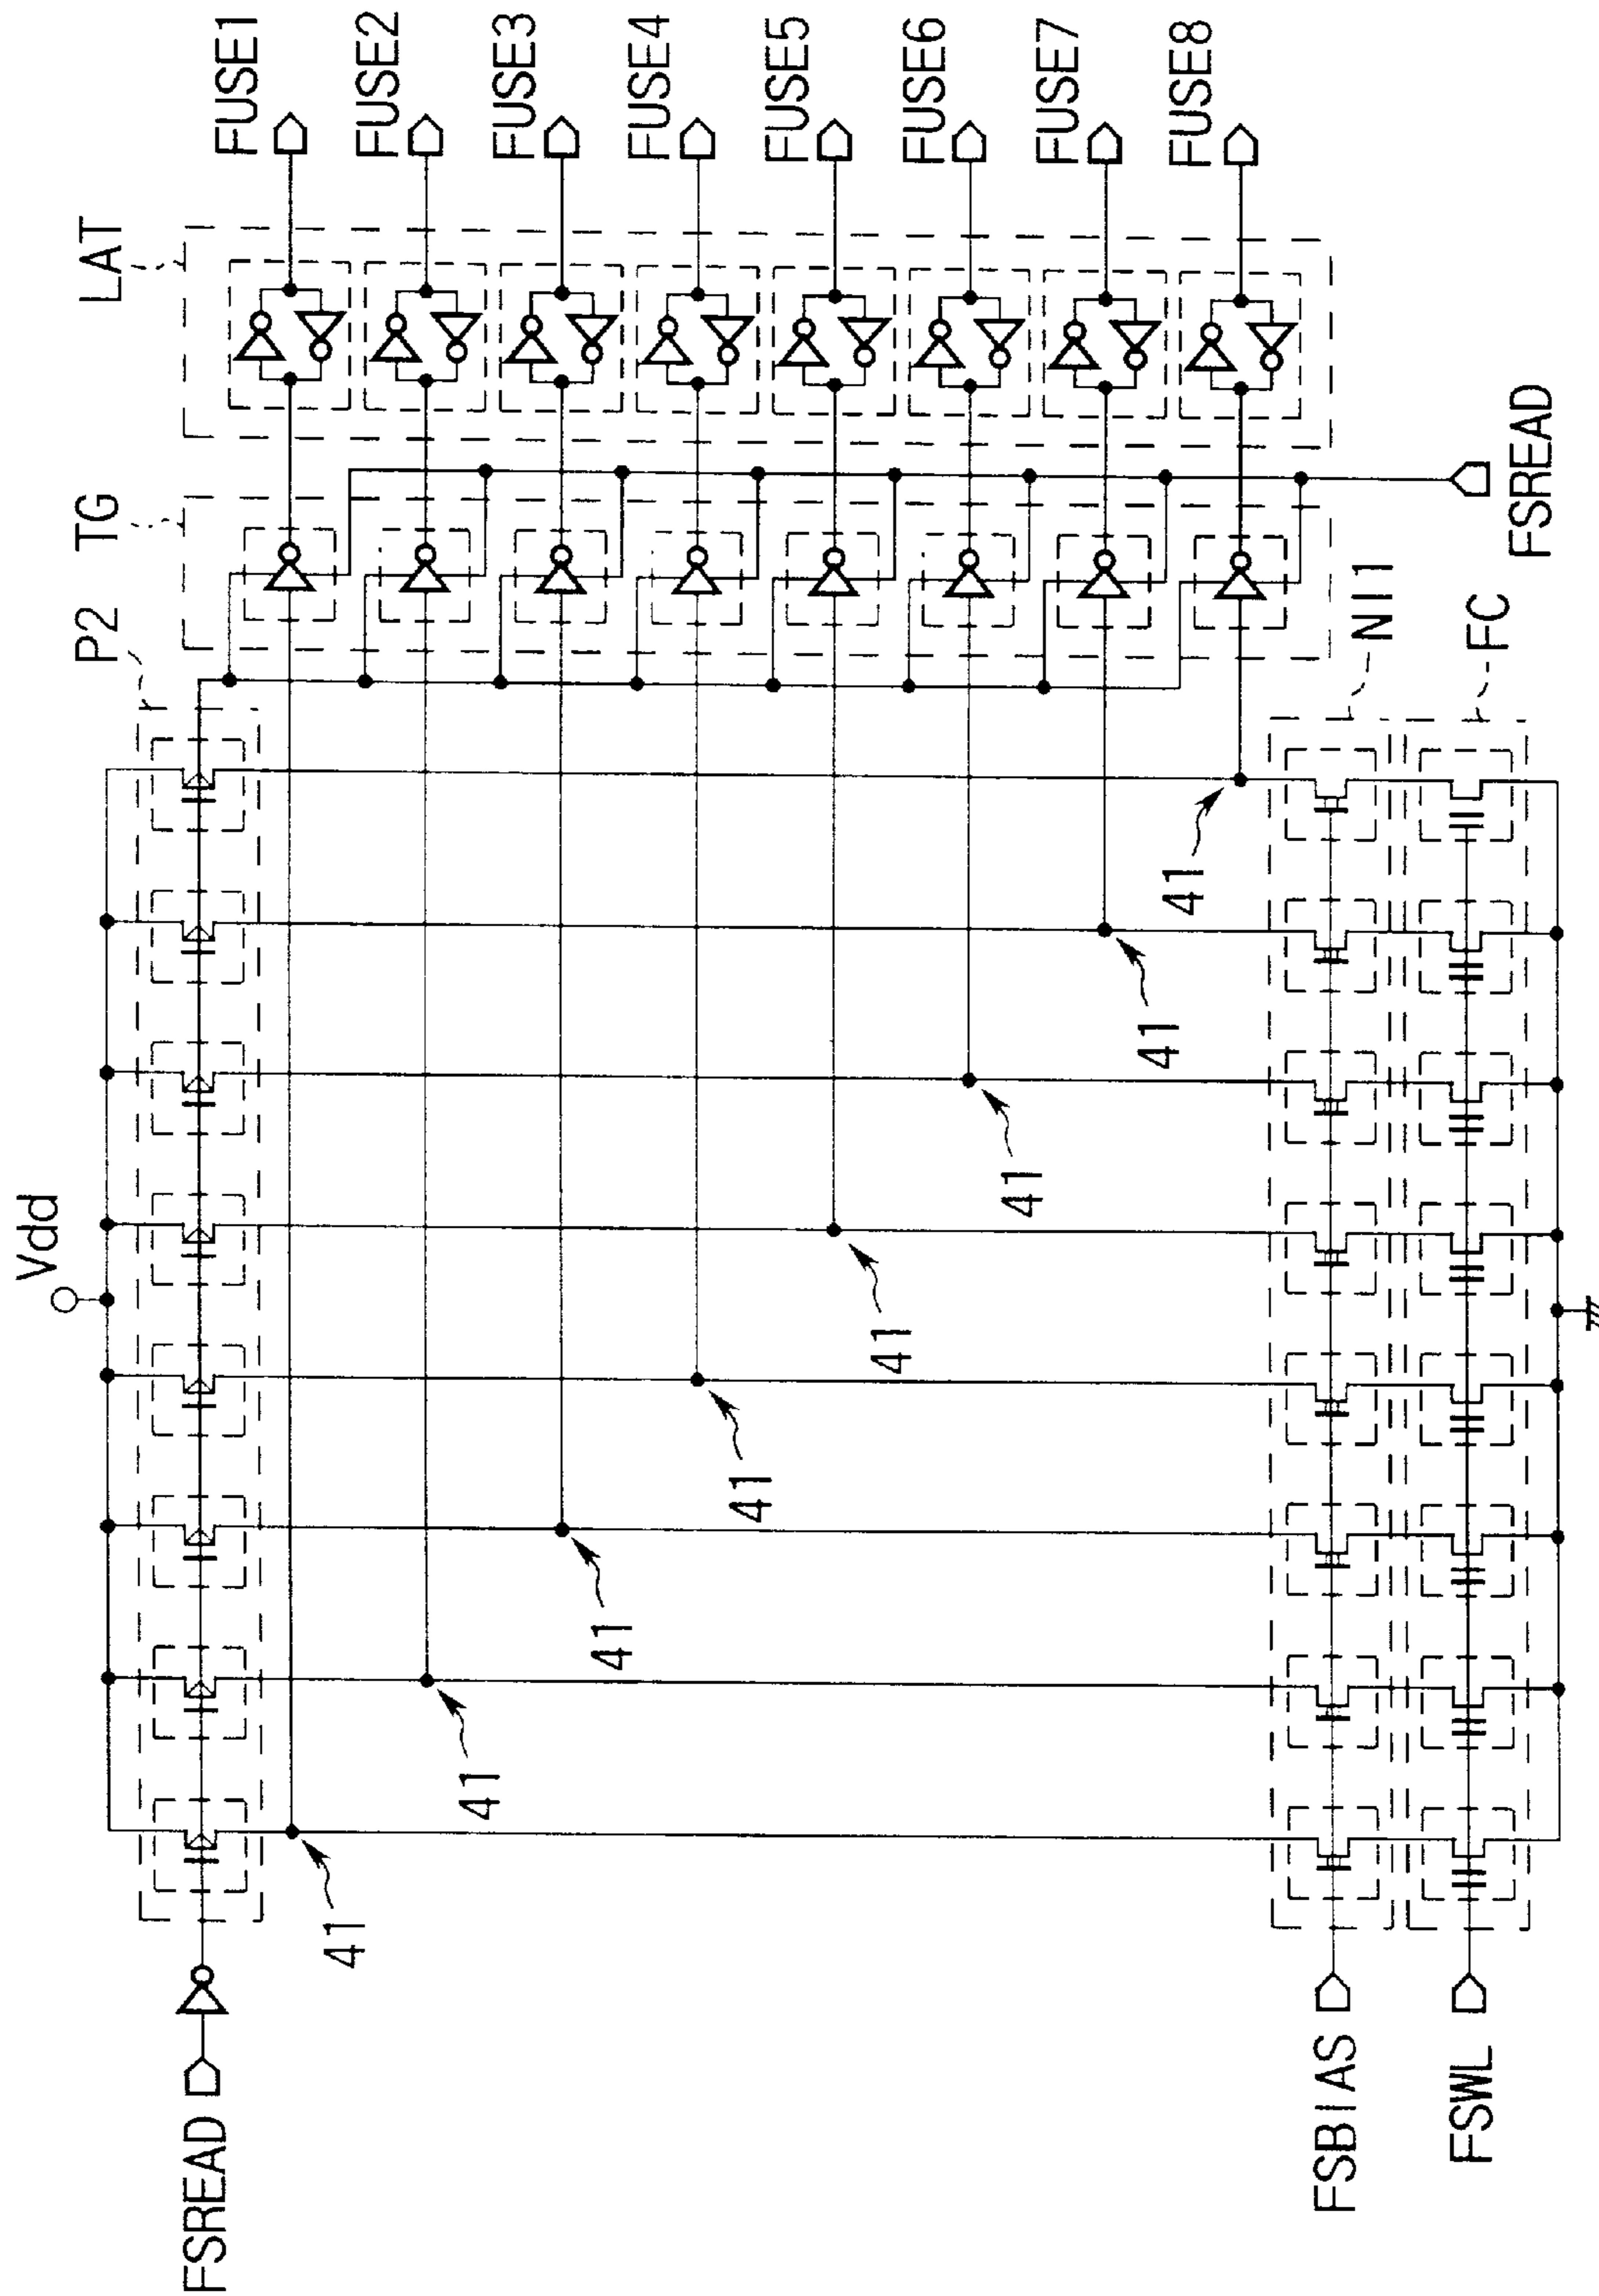 Vdd
P2
TG
LAT
FSREAD
FUSE1
FUSE2
FUSE3
FUSE4
FUSE5
FUSE6
FUSE7
FUSE8
41
41
41
41
41
41
41
41
FSBIAS
NI1
FSWL
FC
FSREAD